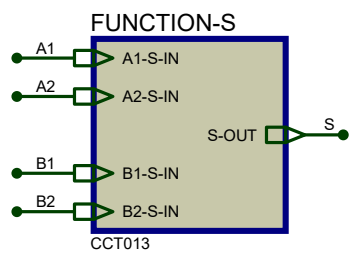 FUNCTION-S
A1 A1-S-IN
A2 A2-S-IN
S-OUT S
B1 B1-S-IN
B2 B2-S-IN
CCT013